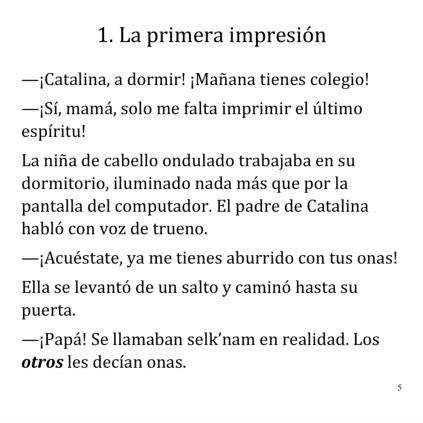 1. La primera impresión
—¡Catalina, a dormir! ¡Mañana tienes colegio!
—¡Sí, mamá, solo me falta imprimir el último
espíritu!
La niña de cabello ondulado trabajaba en su
dormitorio, iluminado nada más que por la
pantalla del computador. El padre de Catalina
habló con voz de trueno.
—¡Acuéstate, ya me tienes aburrido con tus onas!
Ella se levantó de un salto y caminó hasta su
puerta.
—¡Papá! Se llamaban selk’nam en realidad. Los
otros les decían onas.
5